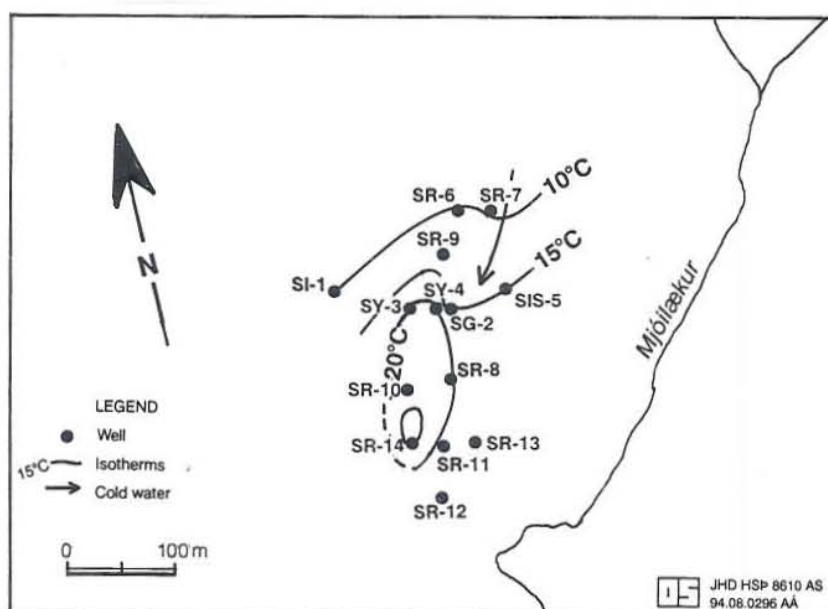 10°C
SR-6
SR-7
SR-9
15°C
SI-1
SY-4
SIS-5
SY-3
SG-2
N
20°C
SR-8
SR-10
SR-14
SR-13
SR-11
SR-12
Mjóilækur
LEGEND
Well
15°C Isotherms
Cold water
0 100 m
OS
JHD HSÞ 8610 AS
94.08.0296 AÁ